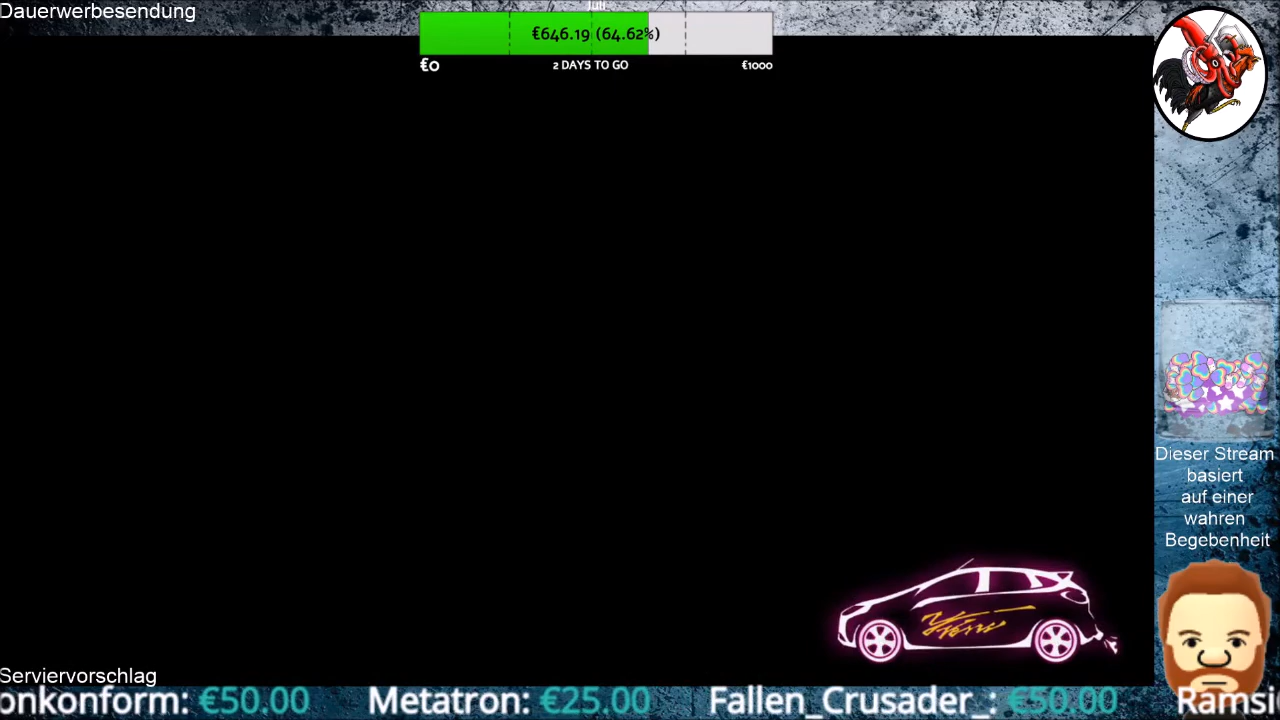 Dauerwerbesendung
Juli
€646.19 (64.62%)
€0
2 DAYS TO GO
€1000
Dieser Stream
basiert
auf einer
wahren
Begebenheit
Serviervorschlag
onkonform: €50.00 Metatron: €25.00 Fallen_Crusader_: €50.00 Ramsi